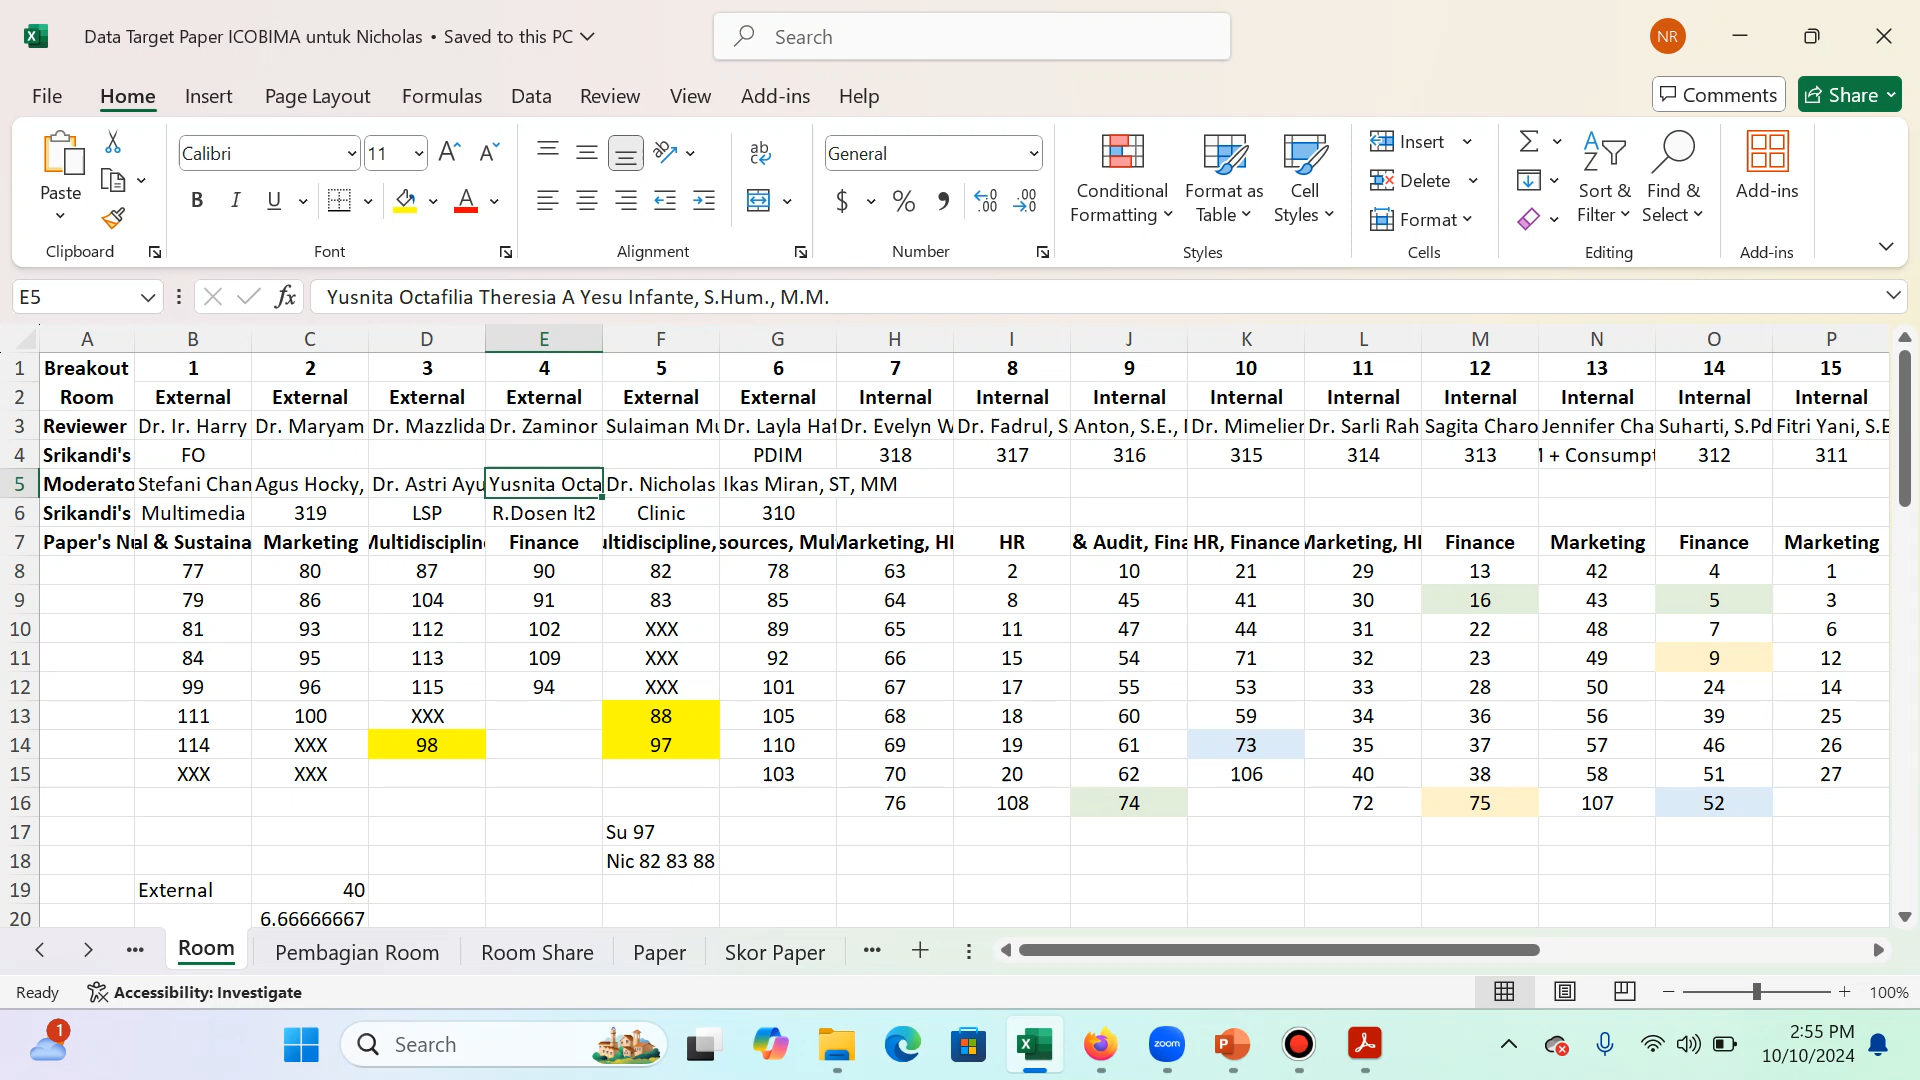 Data Target Paper ICOBIMA untuk Nicholas • Saved to this PC
Search
NR
File Home Insert Page Layout Formulas Data Review View Add-ins Help
Comments Share
Paste
Calibri 11
B I U A
General
$ % 9 .00 .00
Conditional Formatting
Format as Table
Cell Styles
Insert
Delete
Format
Sort & Filter
Find & Select
Add-ins
Clipboard Font Alignment Number Styles Cells Editing Add-ins
E5
fx Yusnita Octafilia Theresia A Yesu Infante, S.Hum., M.M.
A B C D E F G H I J K L M N O P
1 Breakout 1 2 3 4 5 6 7 8 9 10 11 12 13 14 15
2 Room External External External External External External Internal Internal Internal Internal Internal Internal Internal Internal Internal
3 Reviewer Dr. Ir. Harry Dr. Maryam Dr. Mazzlida Dr. Zaminor Sulaiman Mu Dr. Layla Haf Dr. Evelyn W Dr. Fadrul, S Anton, S.E., Dr. Mimelier Dr. Sarli Rah Sagita Charo Jennifer Cha Suharti, S.Pd Fitri Yani, S.E
4 Srikandi's FO PDIM 318 317 316 315 314 313 + Consumpt 312 311
5 Moderato Stefani Chan Agus Hocky, Dr. Astri Ayu Yusnita Octa Dr. Nicholas Ikas Miran, ST, MM
6 Srikandi's Multimedia 319 LSP R.Dosen lt2 Clinic 310
7 Paper's Nu al & Sustaina Marketing Multidiscipline Finance ultidiscipline, sources, Mul Marketing, HI HR & Audit, Fina HR, Finance Marketing, HI Finance Marketing Finance Marketing
8 77 80 87 90 82 78 63 2 10 21 29 13 42 4 1
9 79 86 104 91 83 85 64 8 45 41 30 16 43 5 3
10 81 93 112 102 XXX 89 65 11 47 44 31 22 48 7 6
11 84 95 113 109 XXX 92 66 15 54 71 32 23 49 9 12
12 99 96 115 94 XXX 101 67 17 55 53 33 28 50 24 14
13 111 100 XXX 88 105 68 18 60 59 34 36 56 39 25
14 114 XXX 98 97 110 69 19 61 73 35 37 57 46 26
15 XXX XXX 103 70 20 62 106 40 38 58 51 27
16 76 108 74 72 75 107 52
17 Su 97
18 Nic 82 83 88
19 External 40
20 6.66666667
Room Pembagian Room Room Share Paper Skor Paper
Ready Accessibility: Investigate 100%
1
Search
zoom
2:55 PM
10/10/2024